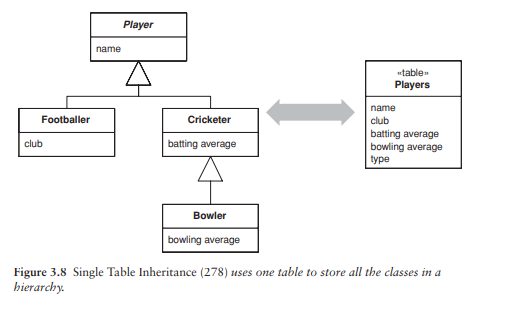 Player
name
Footballer
club
Cricketer
batting average
Bowler
bowling average
«table»
Players
name
club
batting average
bowling average
type
Figure 3.8 Single Table Inheritance (278) uses one table to store all the classes in a
hierarchy.